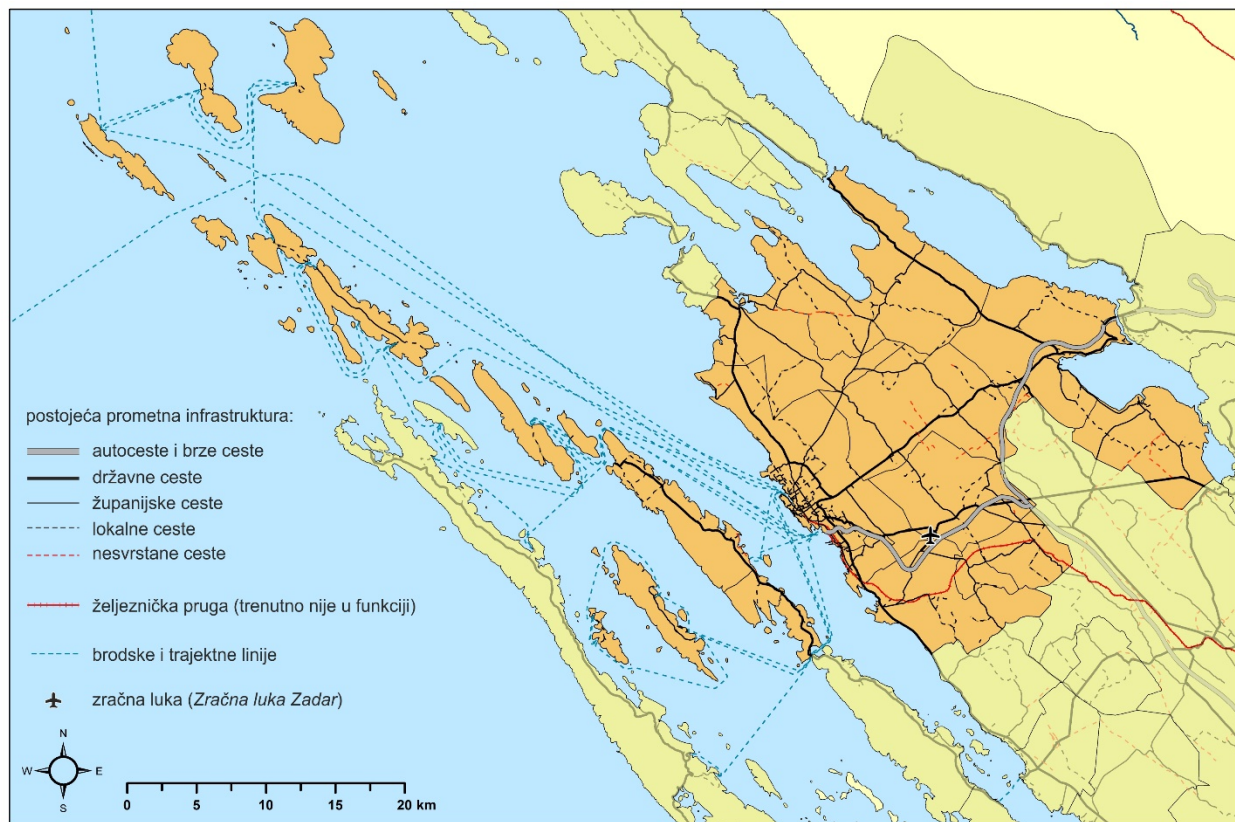 postojeća prometna infrastruktura:
autoceste i brze ceste
državne ceste
županijske ceste
lokalne ceste
nesvrstane ceste
željeznička pruga (trenutno nije u funkciji)
brodske i trajektne linije
zračna luka (Zračna luka Zadar)
N
W E
S
0 5 10 15 20 km